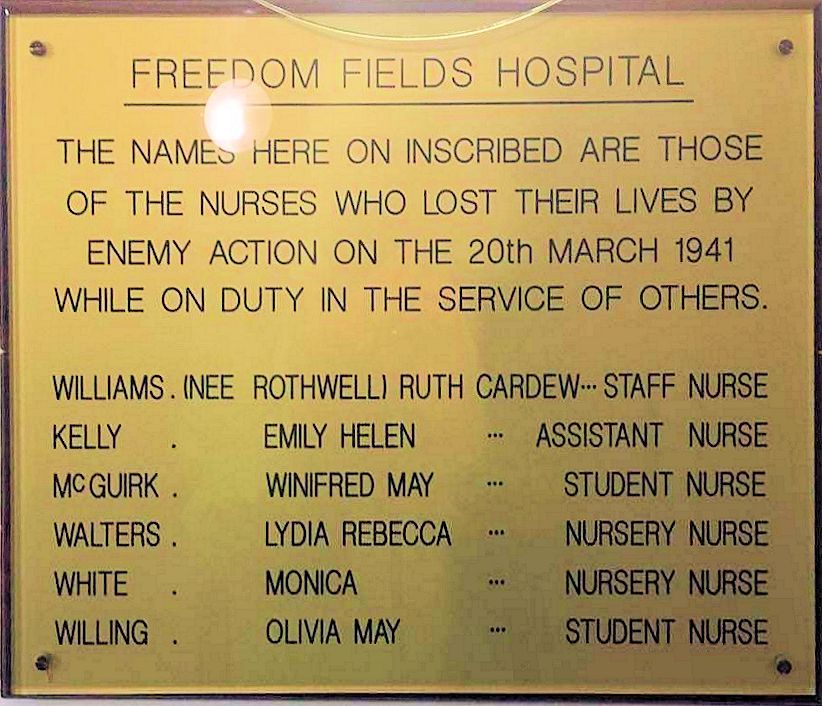 FREEDOM FIELDS HOSPITAL
THE NAMES HERE ON INSCRIBED ARE THOSE
OF THE NURSES WHO LOST THEIR LIVES BY
ENEMY ACTION ON THE 20th MARCH 1941
WHILE ON DUTY IN THE SERVICE OF OTHERS.
WILLIAMS . (NEE ROTHWELL) RUTH CARDEW ... STAFF NURSE
KELLY . EMILY HELEN ... ASSISTANT NURSE
McGUIRK . WINIFRED MAY ... STUDENT NURSE
WALTERS . LYDIA REBECCA ... NURSERY NURSE
WHITE . MONICA ... NURSERY NURSE
WILLING . OLIVIA MAY ... STUDENT NURSE